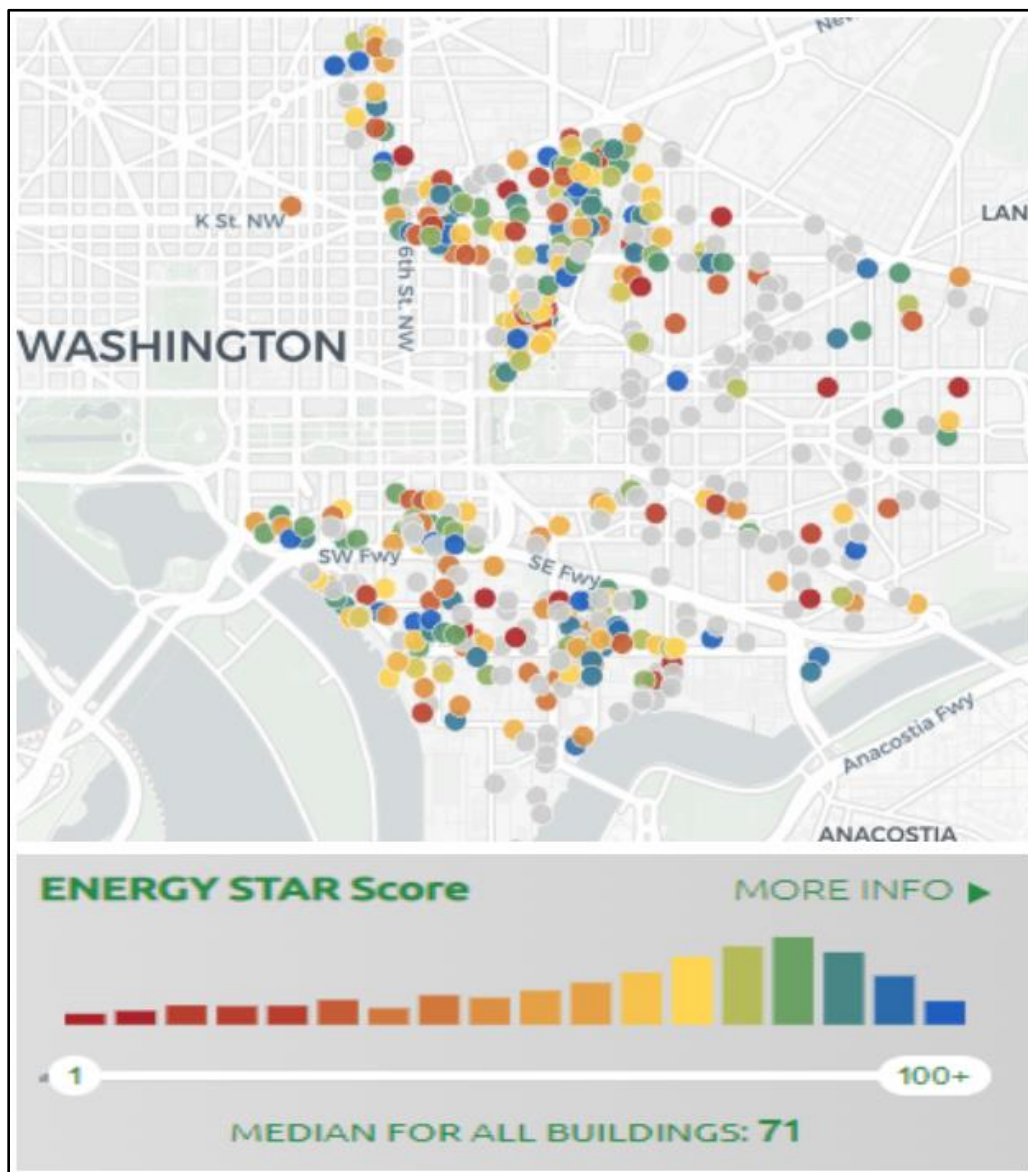 New
K St. NW
LAN
6th St. NW
WASHINGTON
SW Fwy
SE Fwy
Anacostia Fwy
ANACOSTIA
ENERGY STAR Score
MORE INFO ▶
1
100+
MEDIAN FOR ALL BUILDINGS: 71